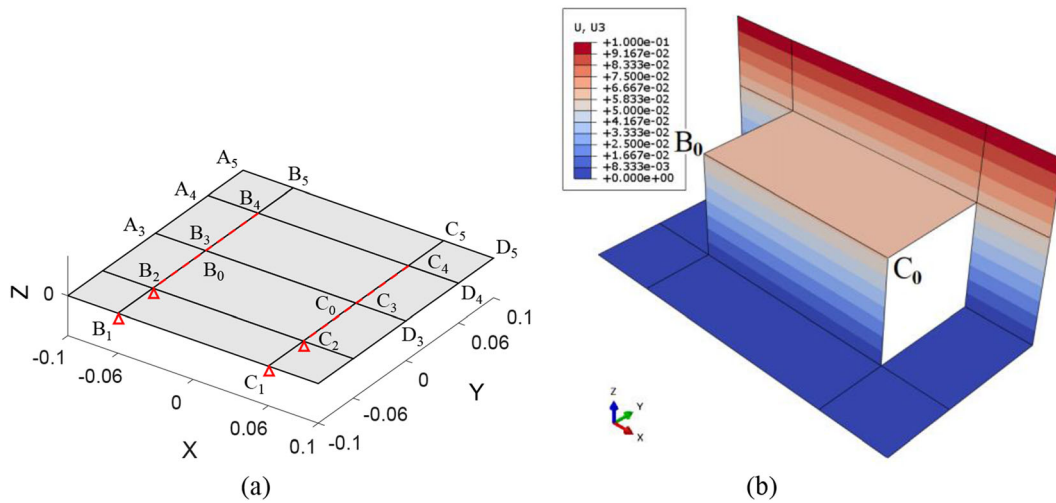 A5
B5
A4
B4
A3
B3
C5
D5
B0
C4
B2
C0
C3
D4
Z
0
C2
D3
B1
C1
-0.1
-0.06
0
0.06
0.1
X
-0.1
-0.06
0
0.06
0.1
Y
(a)
U, U3
+1.000e-01
+9.167e-02
+8.333e-02
+7.500e-02
+6.667e-02
+5.833e-02
+5.000e-02
+4.167e-02
+3.333e-02
+2.500e-02
+1.667e-02
+8.333e-03
+0.000e+00
B0
C0
Z
Y
X
(b)